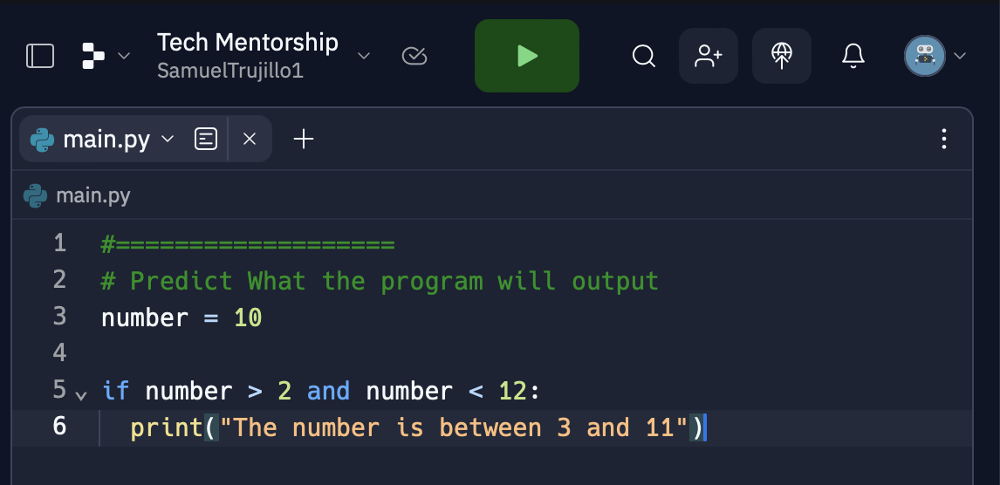 Tech Mentorship
SamuelTrujillo1
main.py
main.py
1 #===================
2 # Predict What the program will output
3 number = 10
4
5 if number > 2 and number < 12:
6 print("The number is between 3 and 11")